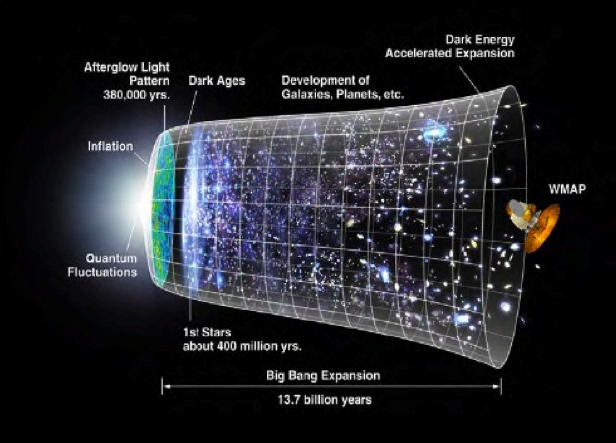 Dark Energy
Accelerated Expansion
Afterglow Light
Pattern
380,000 yrs.
Dark Ages
Development of
Galaxies, Planets, etc.
Inflation
WMAP
Quantum
Fluctuations
1st Stars
about 400 million yrs.
Big Bang Expansion
13.7 billion years